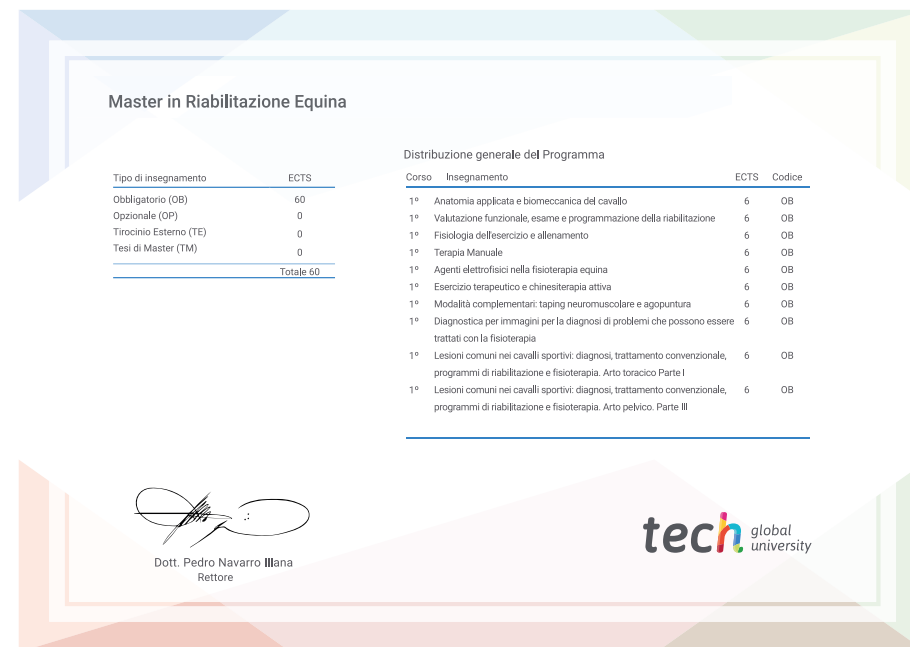 Master in Riabilitazione Equina
Tipo di insegnamento ECTS
Obbligatorio (OB) 60
Opzionale (OP) 0
Tirocinio Esterno (TE) 0
Tesi di Master (TM) 0
Totale 60
Distribuzione generale del Programma
Corso Insegnamento ECTS Codice
1º Anatomia applicata e biomeccanica del cavallo 6 OB
1º Valutazione funzionale, esame e programmazione della riabilitazione 6 OB
1º Fisiologia dell'esercizio e allenamento 6 OB
1º Terapia Manuale 6 OB
1º Agenti elettrofisici nella fisioterapia equina 6 OB
1º Esercizio terapeutico e chinesiterapia attiva 6 OB
1º Modalità complementari: taping neuromuscolare e agopuntura 6 OB
1º Diagnostica per immagini per la diagnosi di problemi che possono essere 6 OB
trattati con la fisioterapia
1º Lesioni comuni nei cavalli sportivi: diagnosi, trattamento convenzionale, 6 OB
programmi di riabilitazione e fisioterapia. Arto toracico Parte I
1º Lesioni comuni nei cavalli sportivi: diagnosi, trattamento convenzionale, 6 OB
programmi di riabilitazione e fisioterapia. Arto pelvico. Parte III
Dott. Pedro Navarro Illana
Rettore
tech global
university